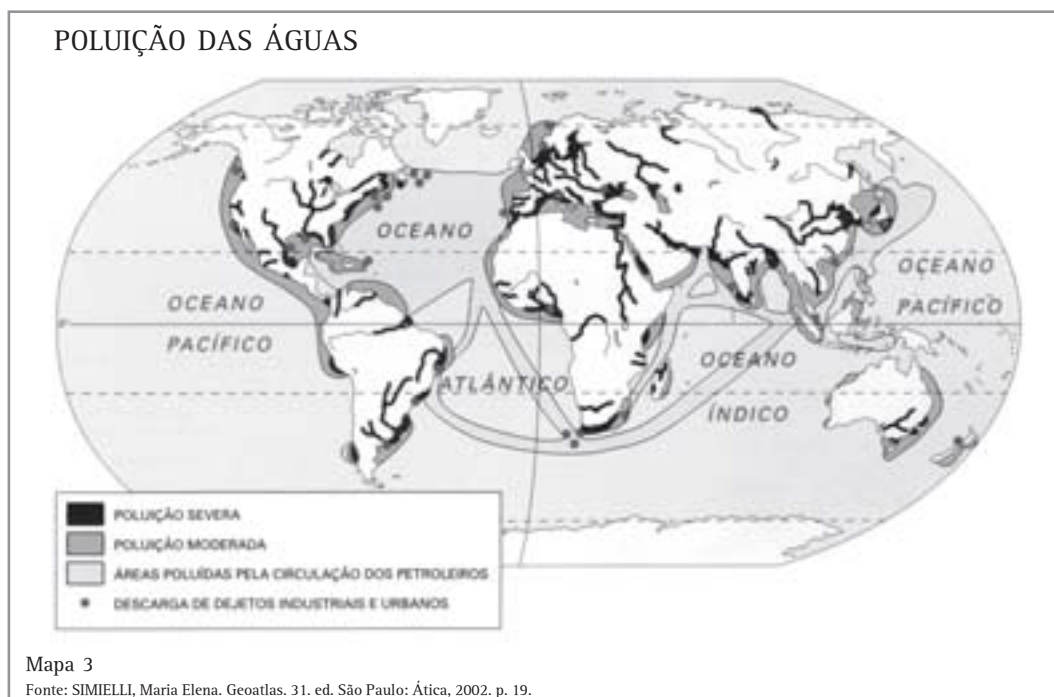 POLUIÇÃO DAS ÁGUAS
OCEANO
OCEANO
PACÍFICO
ATLÂNTICO
OCEANO
ÍNDICO
OCEANO
PACÍFICO
0°
POLUIÇÃO SEVERA
POLUIÇÃO MODERADA
ÁREAS POLUÍDAS PELA CIRCULAÇÃO DOS PETROLEIROS
DESCARGA DE DEJETOS INDUSTRIAIS E URBANOS
Mapa 3
Fonte: SIMIELLI, Maria Elena. Geoatlas. 31. ed. São Paulo: Ática, 2002. p. 19.